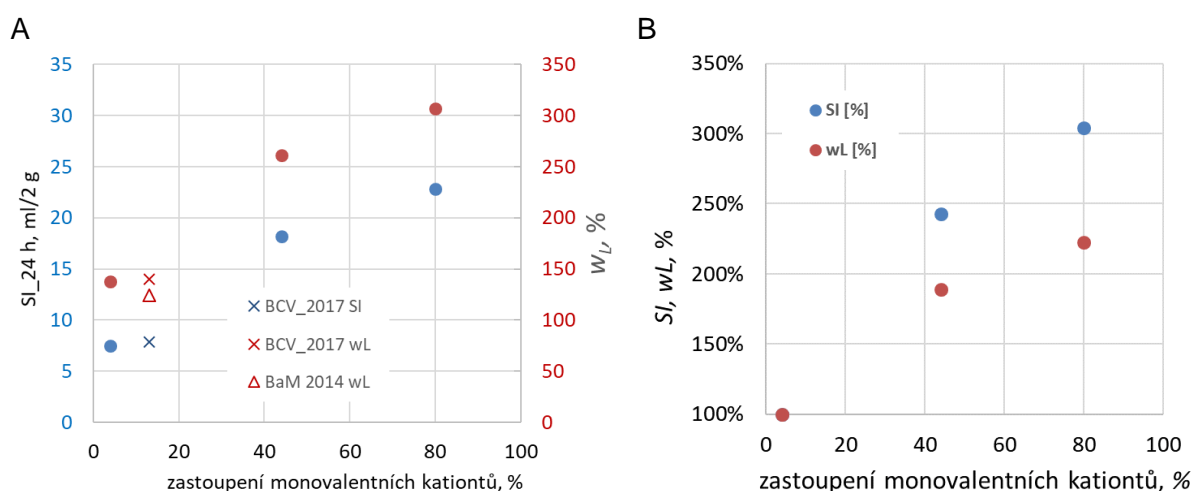 A
35
30
25
20
15
10
5
0
SI_24 h, ml/2 g
350
300
250
200
150
100
50
0
wL, %
BCV_2017 SI
BCV_2017 wL
BaM 2014 wL
0 20 40 60 80 100
zastoupení monovalentních kationtů, %
B
350%
300%
250%
200%
150%
100%
SI, wL, %
SI [%]
wL [%]
0 20 40 60 80 100
zastoupení monovalentních kationtů, %